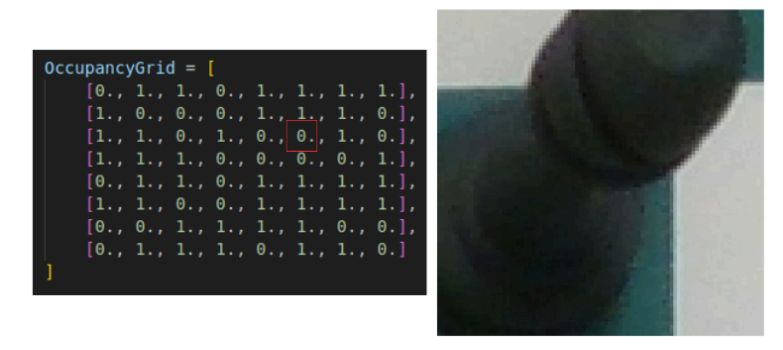 OccupancyGrid = [
[0., 1., 1., 0., 1., 1., 1., 1.],
[1., 0., 0., 0., 1., 1., 1., 0.],
[1., 1., 0., 1., 0., 0., 1., 0.],
[1., 1., 1., 0., 0., 0., 0., 1.],
[0., 1., 1., 0., 1., 1., 1., 1.],
[1., 1., 0., 0., 1., 1., 1., 1.],
[0., 0., 1., 1., 1., 1., 0., 0.],
[0., 1., 1., 1., 0., 1., 1., 0.]
]